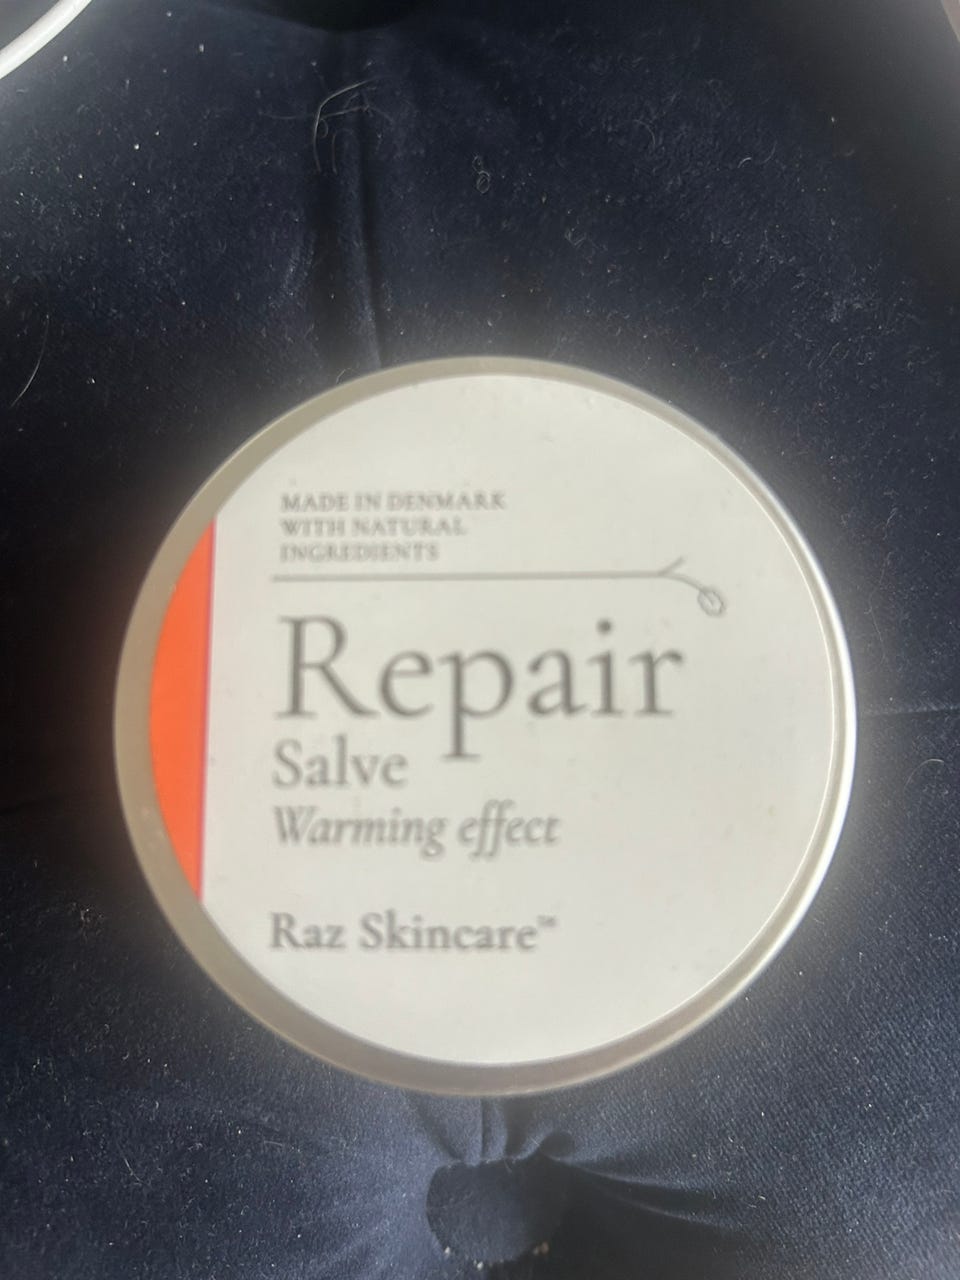 MADE IN DENMARK
WITH NATURAL
INGREDIENTS
Repair
Salve
Warming effect
Raz Skincare™